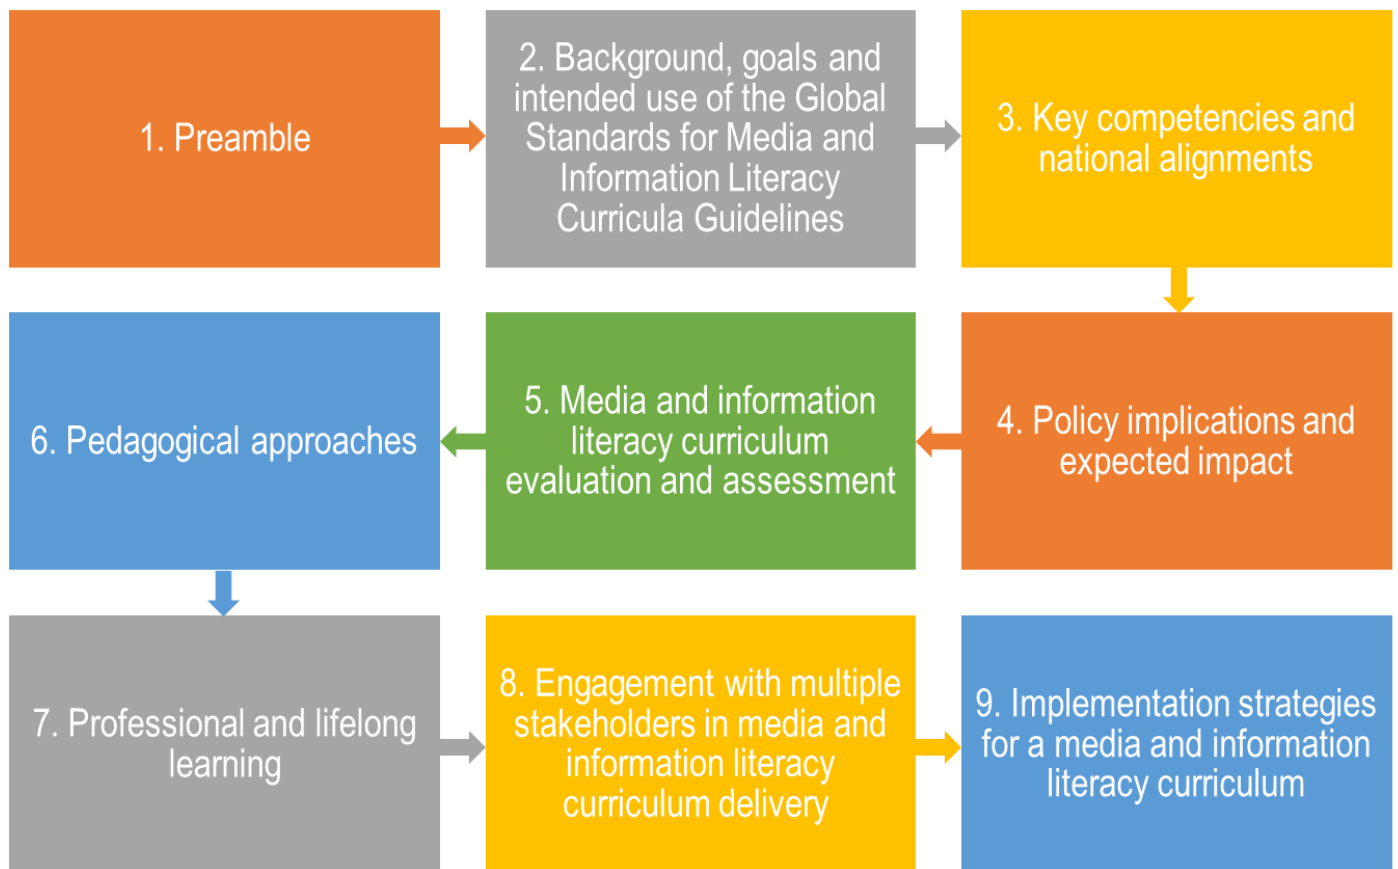 1. Preamble
2. Background, goals and
intended use of the Global
Standards for Media and
Information Literacy
Curricula Guidelines
3. Key competencies and
national alignments
4. Policy implications and
expected impact
5. Media and information
literacy curriculum
evaluation and assessment
6. Pedagogical approaches
7. Professional and lifelong
learning
8. Engagement with multiple
stakeholders in media and
information literacy
curriculum delivery
9. Implementation strategies
for a media and information
literacy curriculum